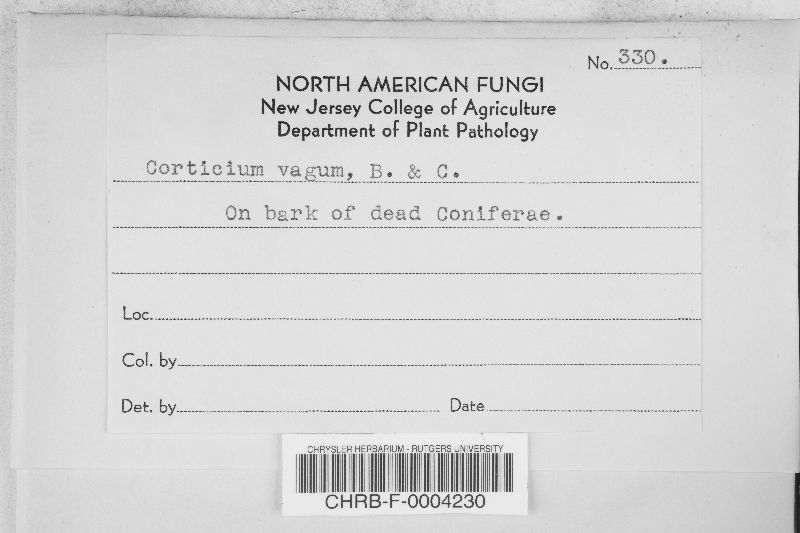 No. 330.
NORTH AMERICAN FUNGI
New Jersey College of Agriculture
Department of Plant Pathology
Corticium vagum, B. & C.
On bark of dead Coniferae.
Loc.
Col. by
Det. by Date
CHRYSLER HERBARIUM - RUTGERS UNIVERSITY
CHRB-F-0004230